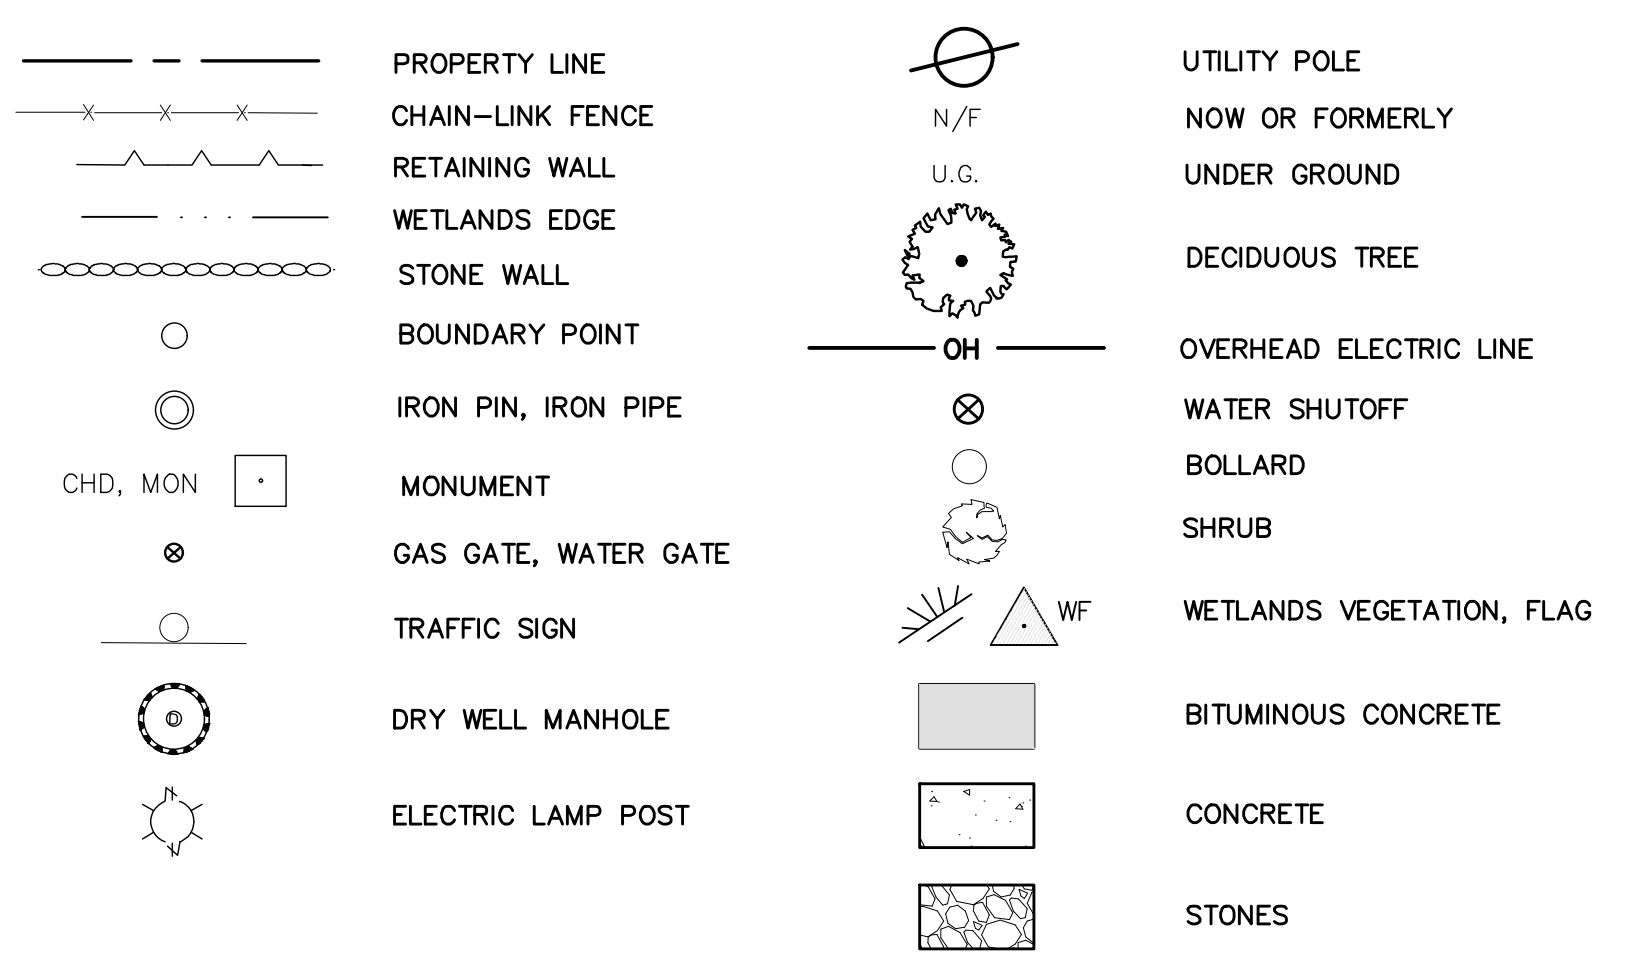 PROPERTY LINE
CHAIN-LINK FENCE
RETAINING WALL
WETLANDS EDGE
STONE WALL
BOUNDARY POINT
IRON PIN, IRON PIPE
CHD, MON MONUMENT
GAS GATE, WATER GATE
TRAFFIC SIGN
D DRY WELL MANHOLE
ELECTRIC LAMP POST
UTILITY POLE
N/F NOW OR FORMERLY
U.G. UNDER GROUND
DECIDUOUS TREE
OH OVERHEAD ELECTRIC LINE
WATER SHUTOFF
BOLLARD
SHRUB
WF WETLANDS VEGETATION, FLAG
BITUMINOUS CONCRETE
CONCRETE
STONES